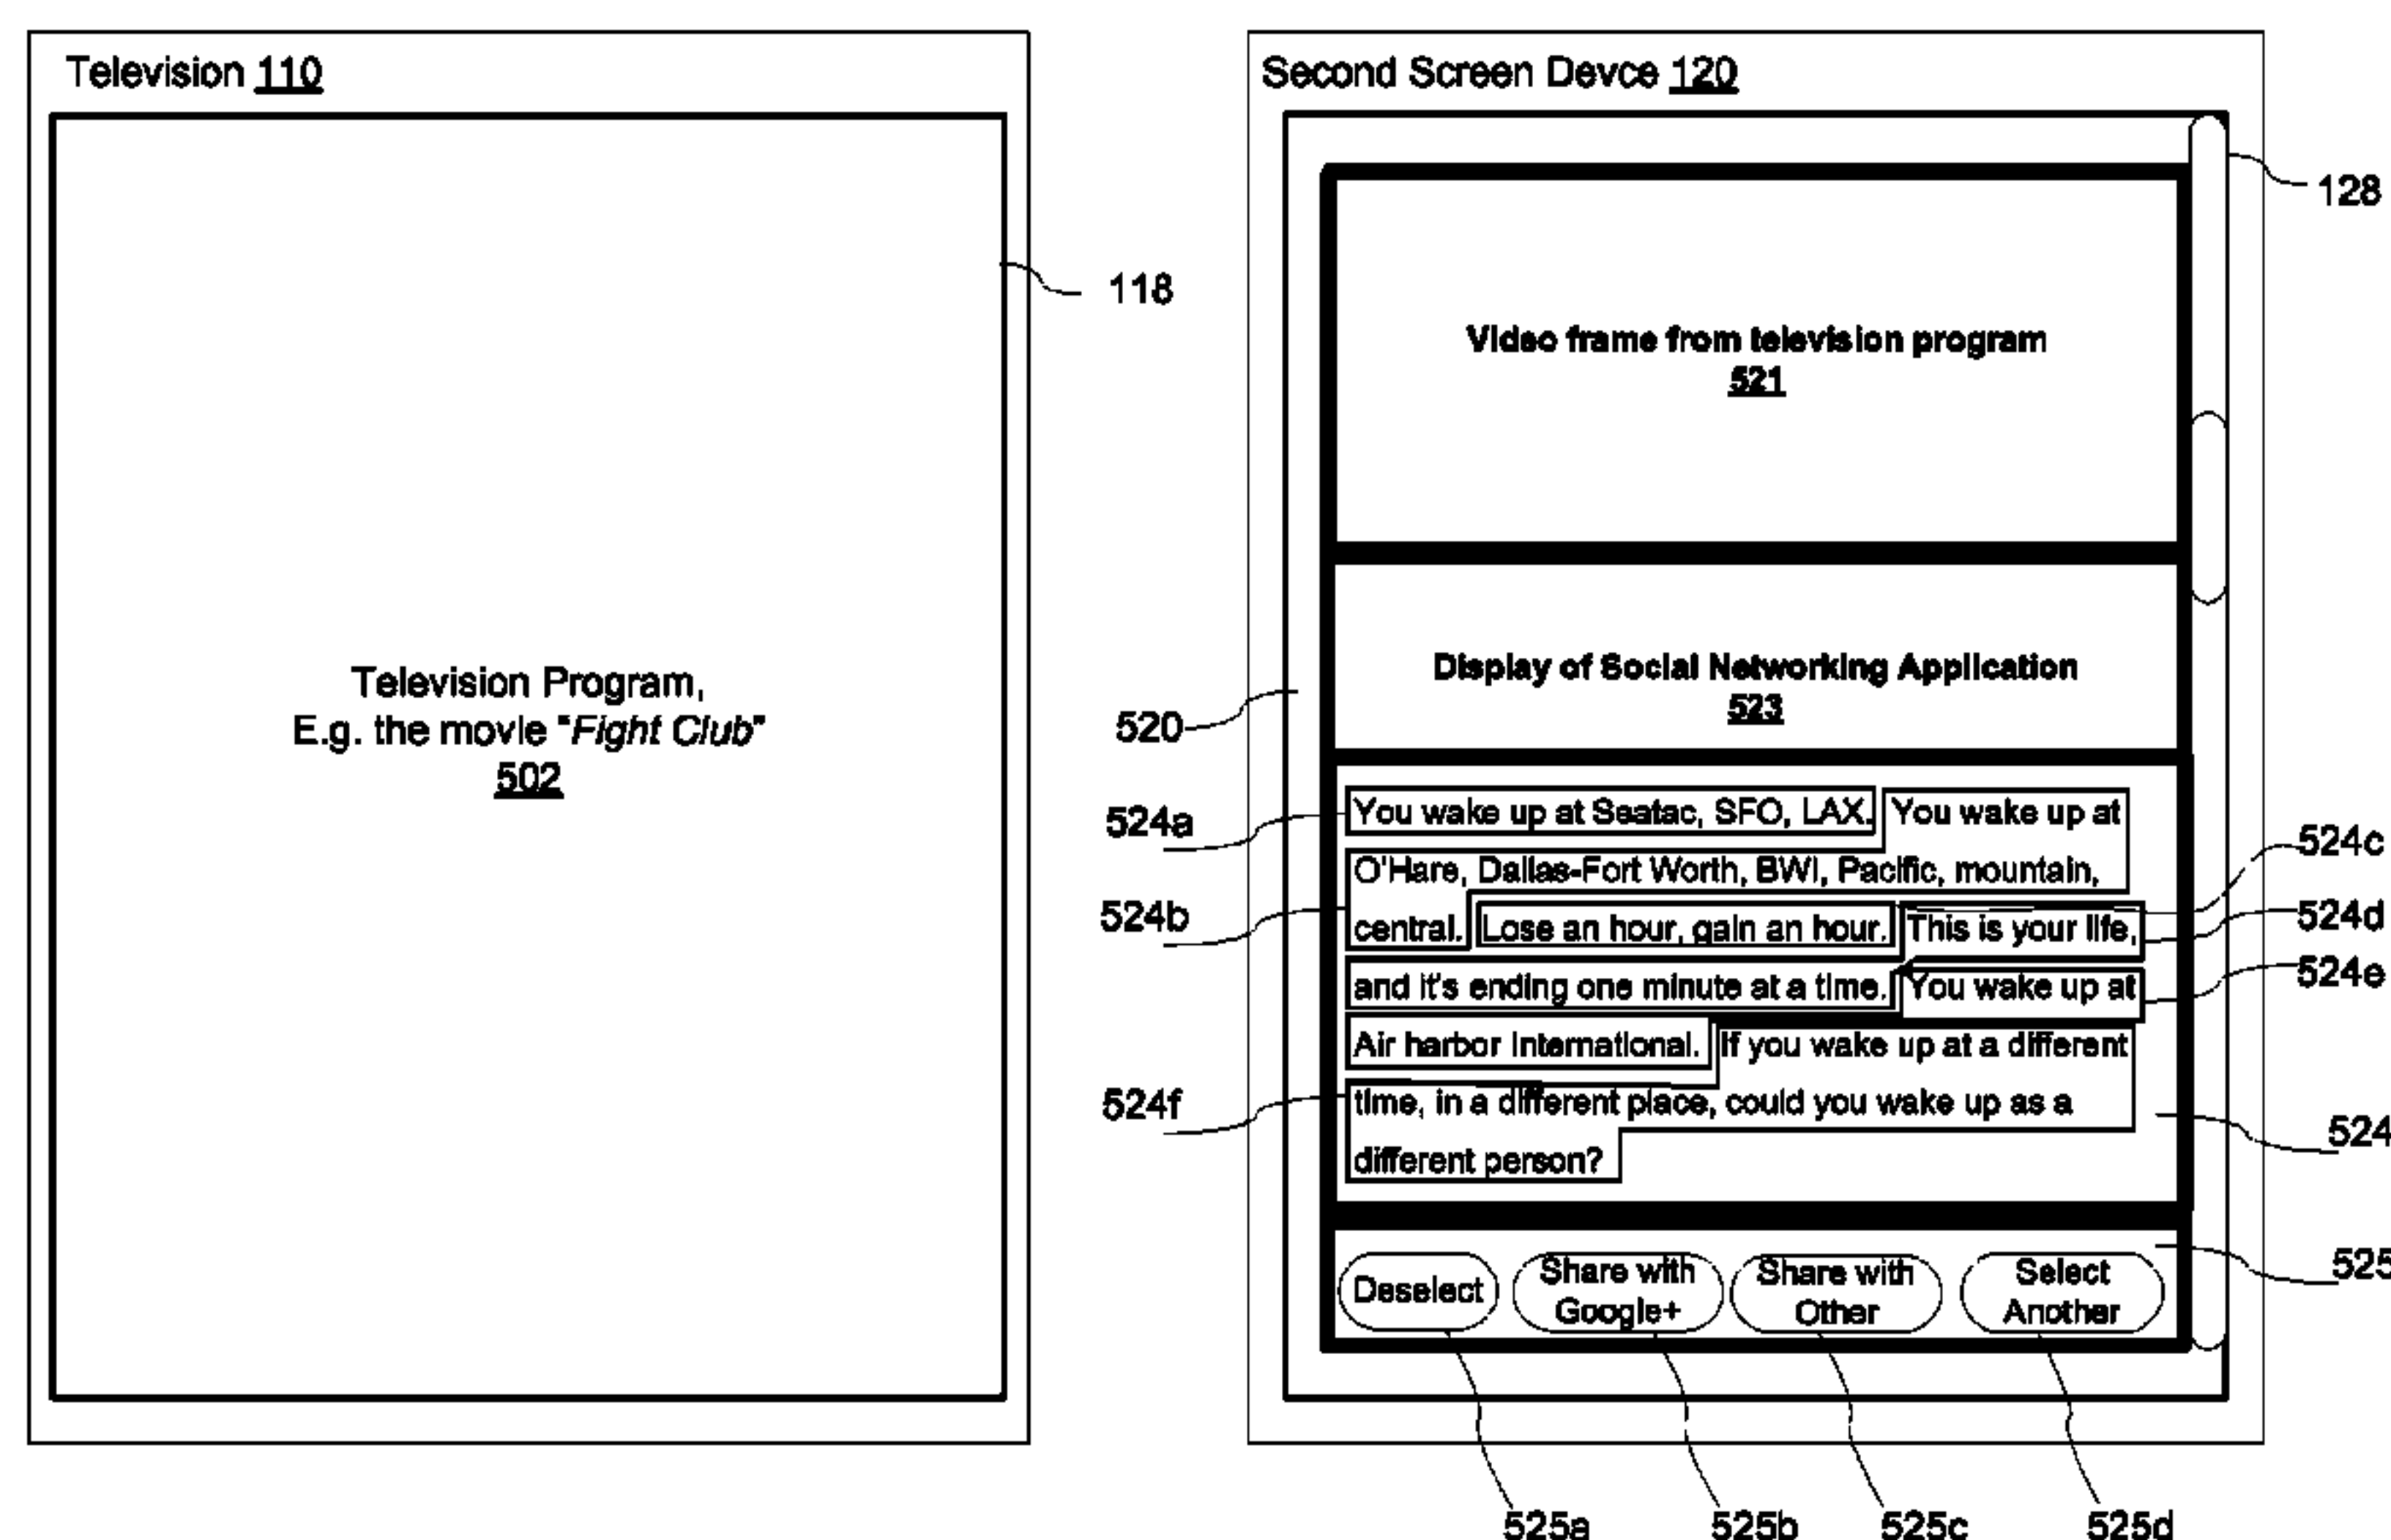 Television 110
118
Television Program,
E.g. the movie "Fight Club"
502
Second Screen Devce 120
128
Video frame from television program
521
Display of Social Networking Application
523
520
524a
524b
524f
You wake up at Seatac, SFO, LAX. You wake up at
O'Hare, Dallas-Fort Worth, BWI, Pacific, mountain,
central. Lose an hour, gain an hour. This is your life,
and it's ending one minute at a time. You wake up at
Air harbor International. If you wake up at a different
time, in a different place, could you wake up as a
different person?
524c
524d
524e
524
525
Deselect
Share with
Google+
Share with
Other
Select
Another
525a
525b
525c
525d